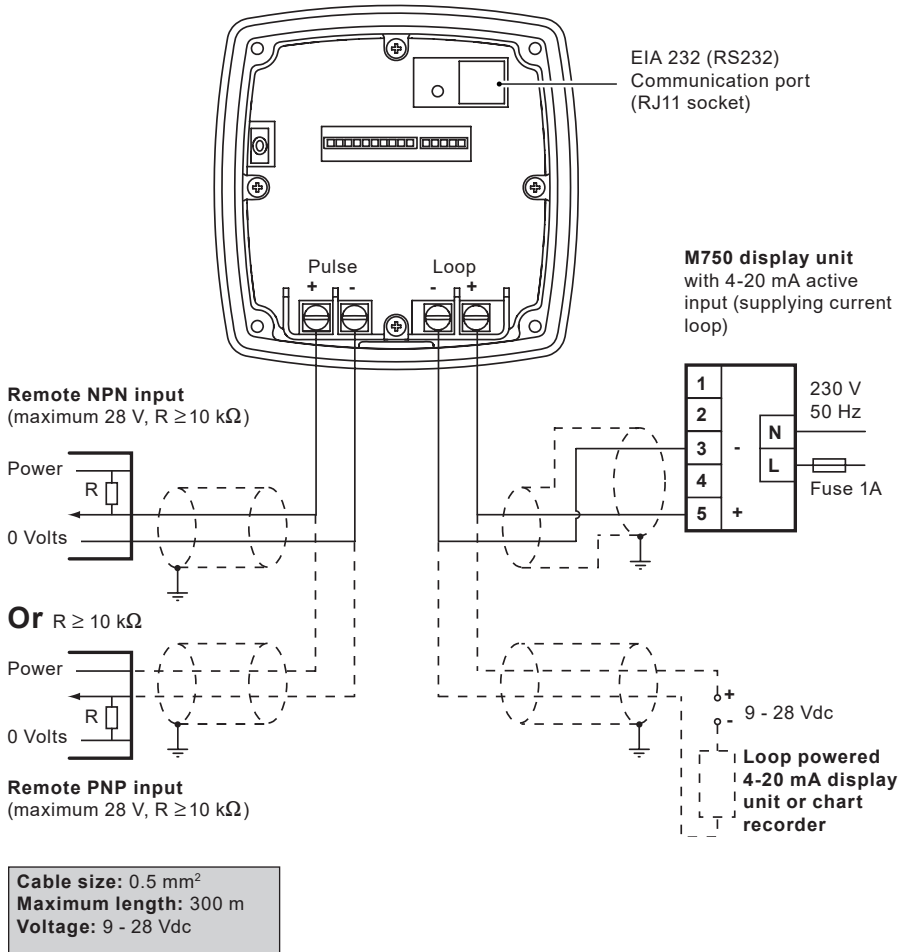 EIA 232 (RS232)
Communication port
(RJ11 socket)
Pulse
Loop
+ -
- +
M750 display unit
with 4-20 mA active
input (supplying current
loop)
1
2
3 -
4
5 +
N
L
230 V
50 Hz
Fuse 1A
Remote NPN input
(maximum 28 V, R ≥ 10 kΩ)
Power
R
0 Volts
Or R ≥ 10 kΩ
Power
R
0 Volts
Remote PNP input
(maximum 28 V, R ≥ 10 kΩ)
+
-
9 - 28 Vdc
Loop powered
4-20 mA display
unit or chart
recorder
Cable size: 0.5 mm²
Maximum length: 300 m
Voltage: 9 - 28 Vdc